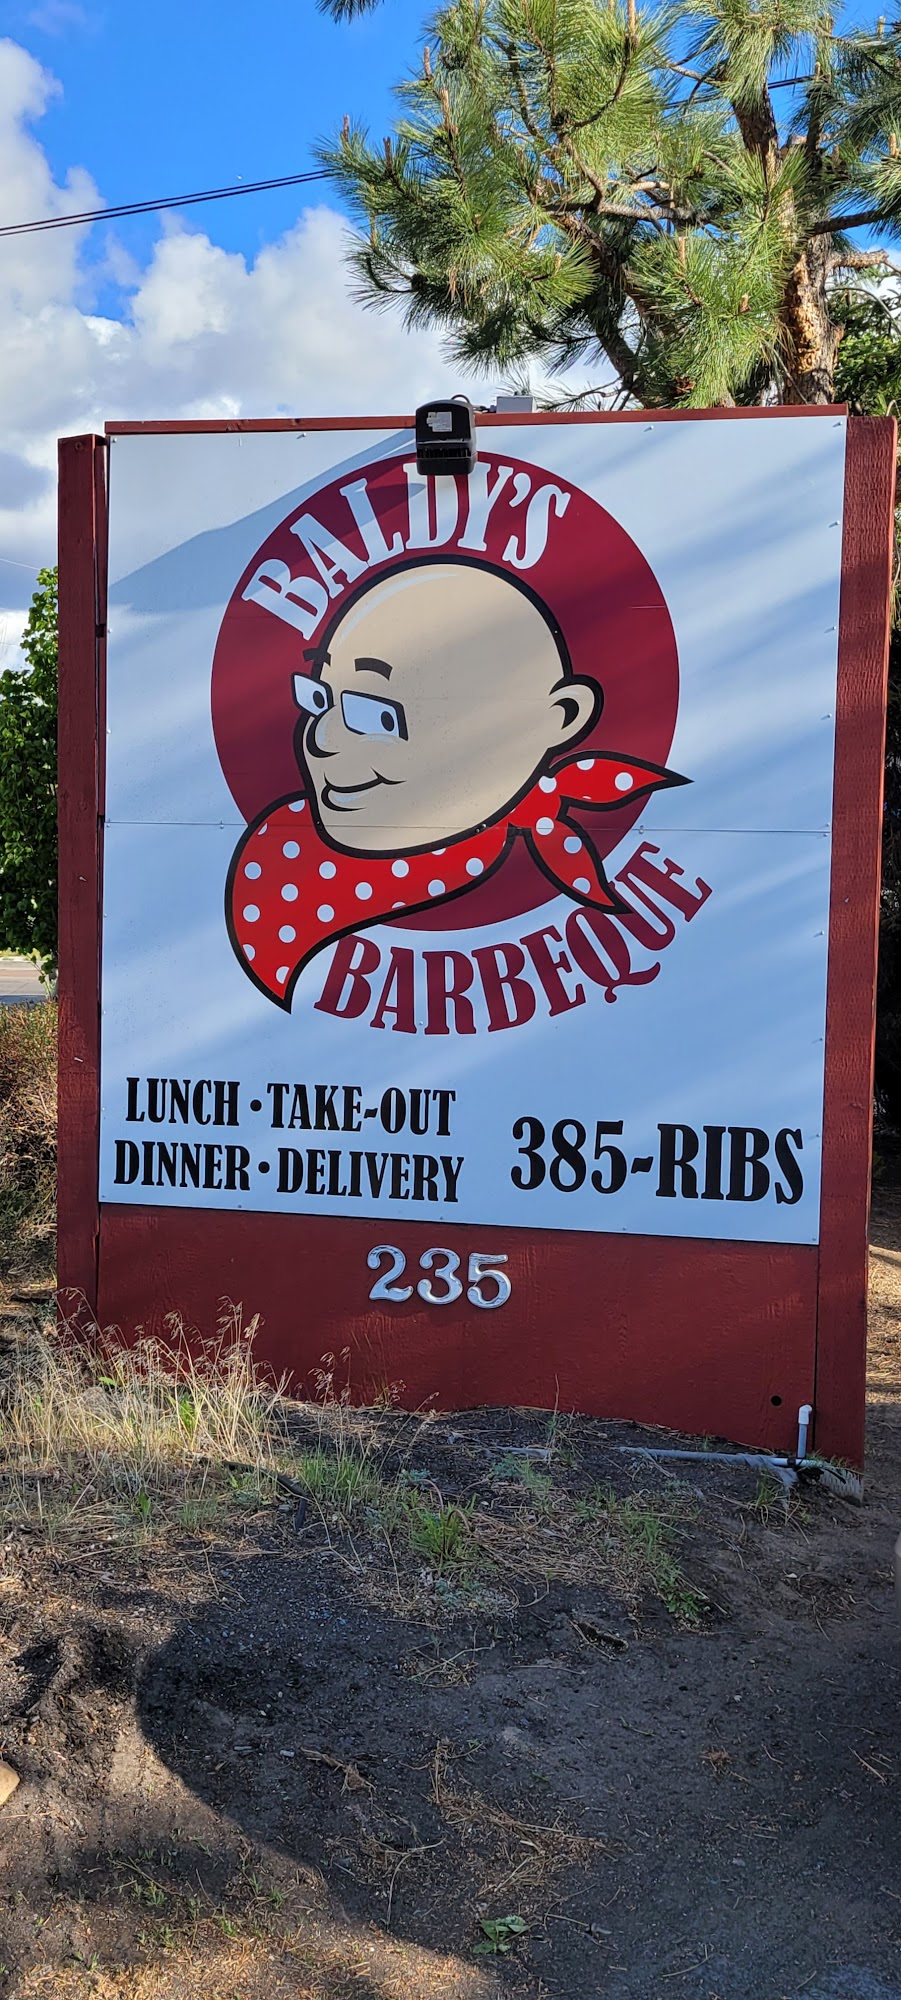 BALDY'S
BARBEQUE
LUNCH • TAKE-OUT
DINNER • DELIVERY
385-RIBS
235